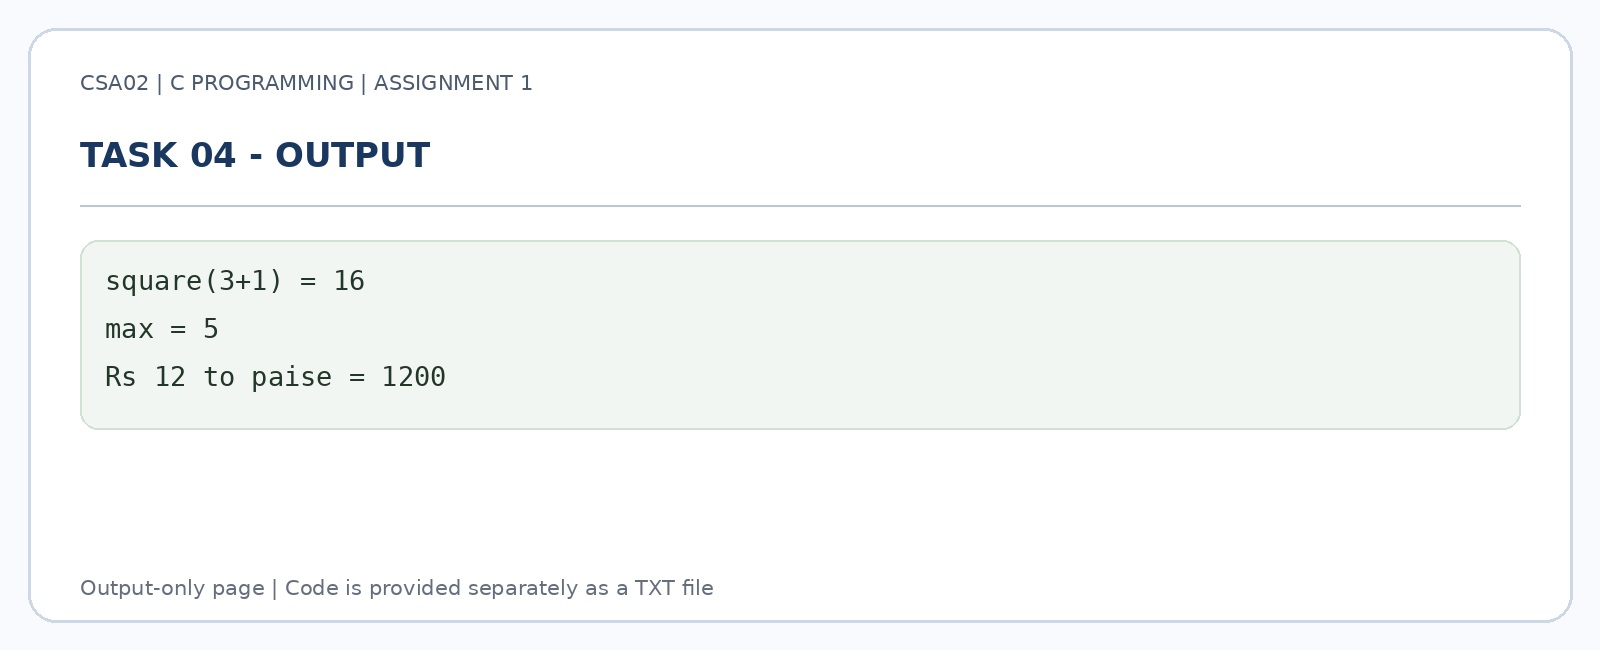 CSA02 | C PROGRAMMING | ASSIGNMENT 1
TASK 04 - OUTPUT
square(3+1) = 16
max = 5
Rs 12 to paise = 1200
Output-only page | Code is provided separately as a TXT file